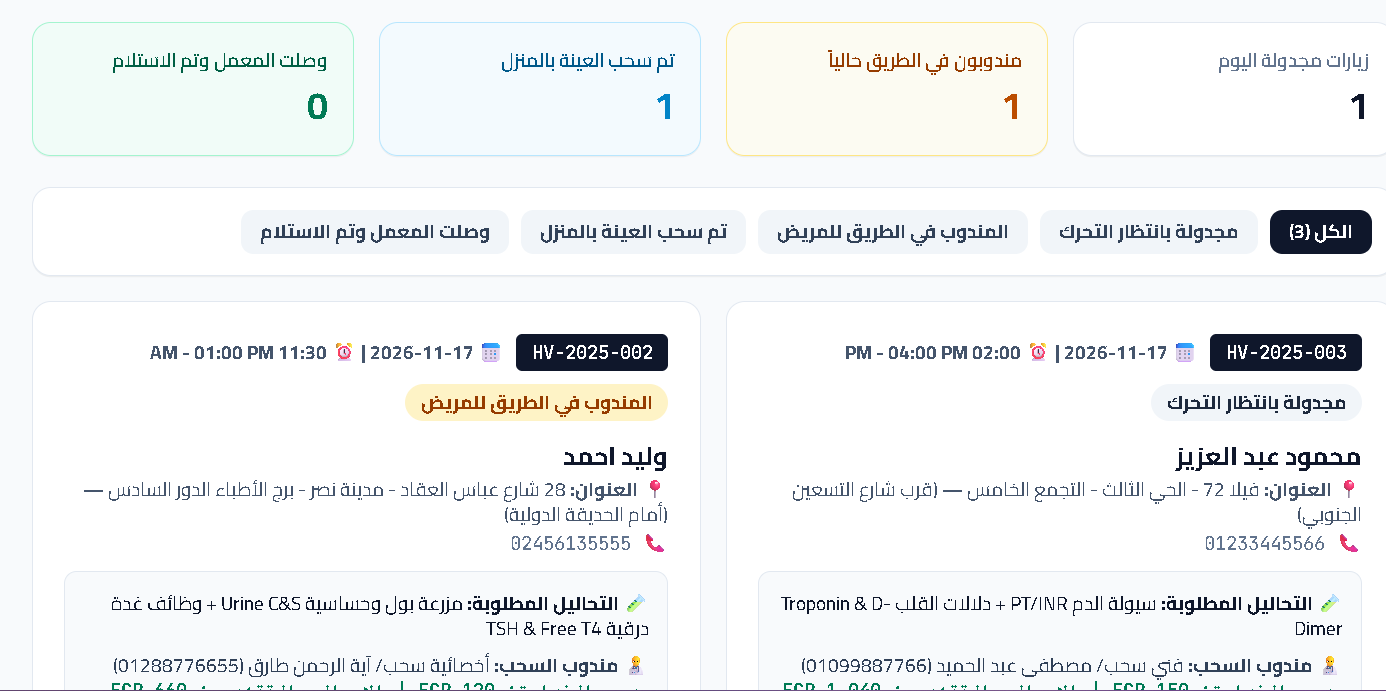 زيارات مجدولة اليوم
1
مندوبون في الطريق حالياً
1
تم سحب العينة بالمنزل
1
وصلت المعمل وتم الاستلام
0
الكل (3)
مجدولة بانتظار التحرك
المندوب في الطريق للمريض
تم سحب العينة بالمنزل
وصلت المعمل وتم الاستلام
HV-2025-003 📅 2026-11-17 | ⏰ 02:00 PM - 04:00 PM
مجدولة بانتظار التحرك
محمود عبد العزيز
📍 العنوان: فيلا 72 - الحي الثالث - التجمع الخامس — (قرب شارع التسعين
الجنوبي)
📞 01233445566
🧪 التحاليل المطلوبة: سيولة الدم PT/INR + دلالات القلب Troponin & D-
Dimer
مندوب السحب: فني سحب/ مصطفى عبد الحميد (01099887766)
HV-2025-002 📅 2026-11-17 | ⏰ 11:30 AM - 01:00 PM
المندوب في الطريق للمريض
وليد احمد
📍 العنوان: 28 شارع عباس العقاد - مدينة نصر - برج الأطباء الدور السادس —
(أمام الحديقة الدولية)
📞 02456135555
🧪 التحاليل المطلوبة: مزرعة بول وحساسية Urine C&S + وظائف غدة
درقية TSH & Free T4
مندوب السحب: أخصائية سحب/ آية الرحمن طارق (01288776655)